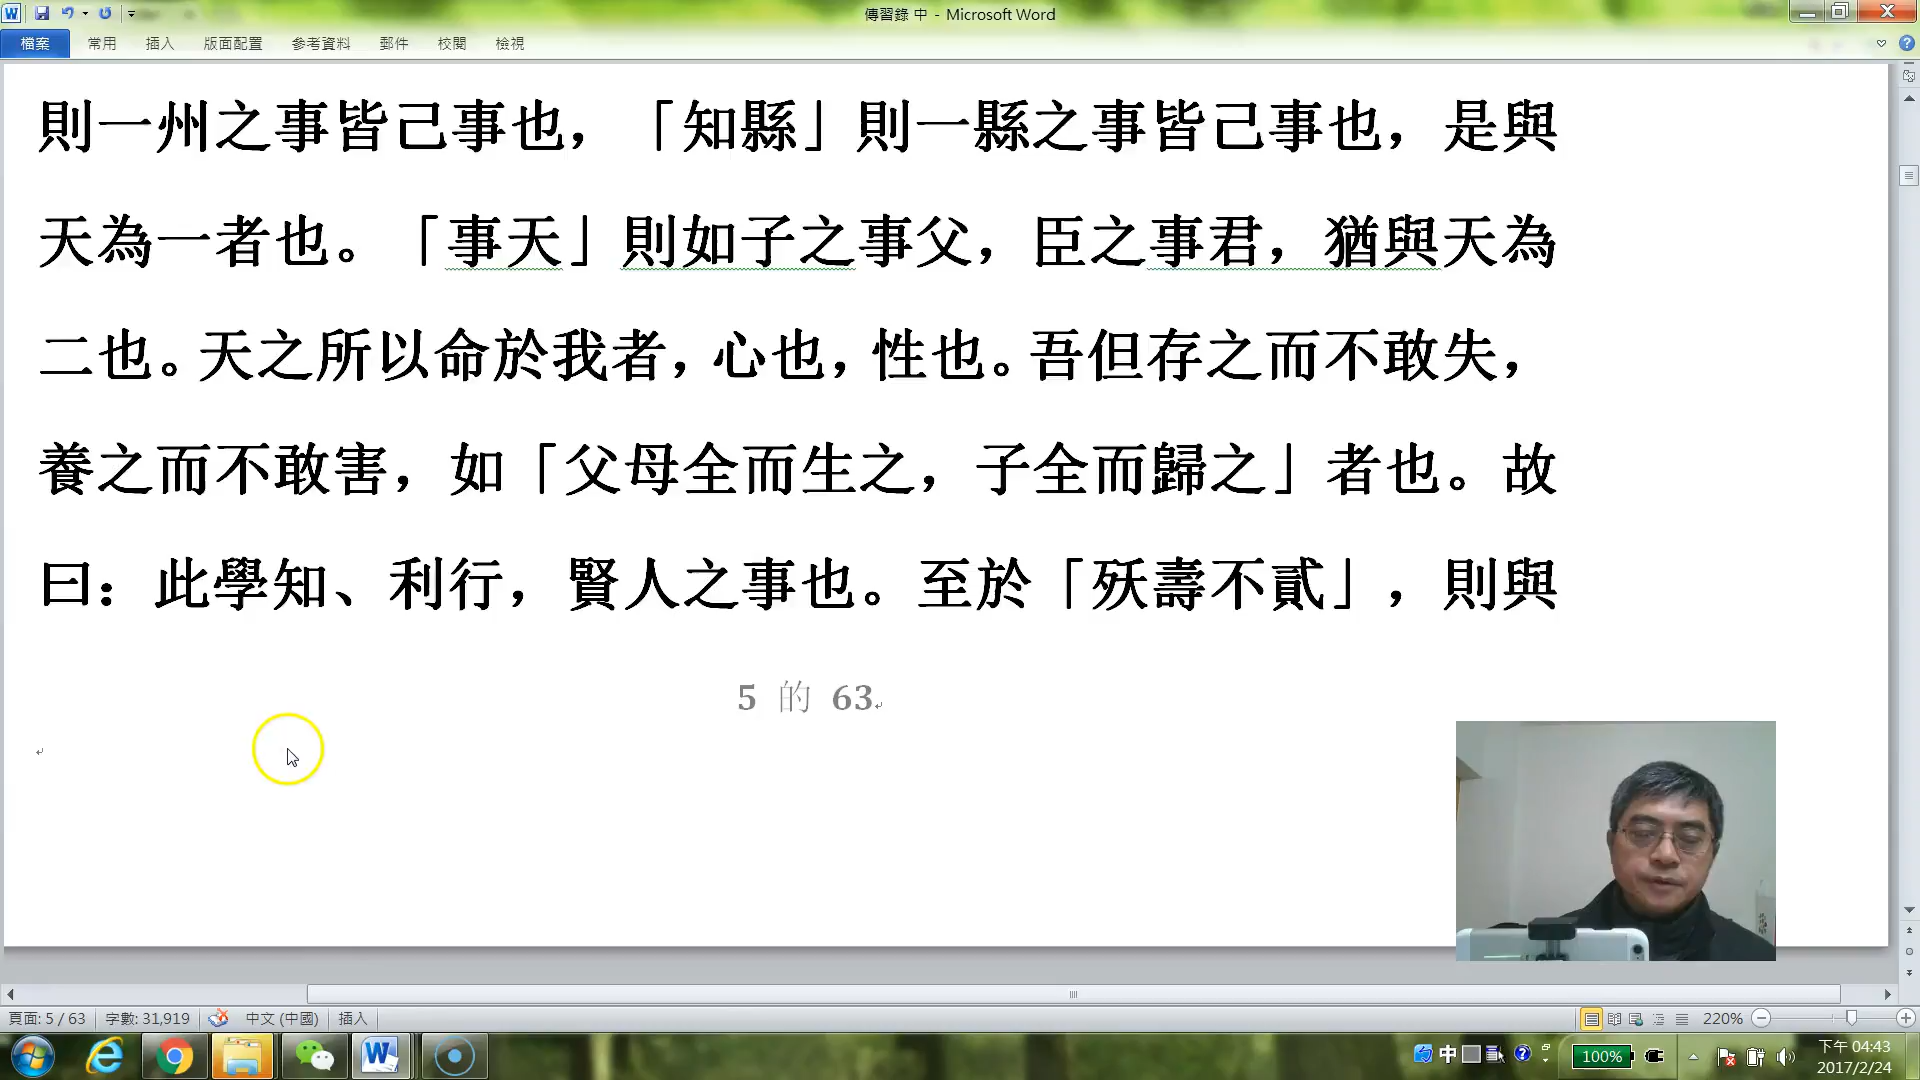 傳習錄 中 - Microsoft Word
檔案 常用 插入 版面配置 參考資料 郵件 校閱 檢視
則一州之事皆己事也，「知縣」則一縣之事皆己事也，是與
天為一者也。「事天」則如子之事父，臣之事君，猶與天為
二也。天之所以命於我者，心也，性也。吾但存之而不敢失，
養之而不敢害，如「父母全而生之，子全而歸之」者也。故
曰：此學知、利行，賢人之事也。至於「殀壽不貳」，則與
5 的 63
頁面: 5 / 63 字數: 31,919 中文 (中國) 插入 220%
中 100% 下午 04:43
2017/2/24